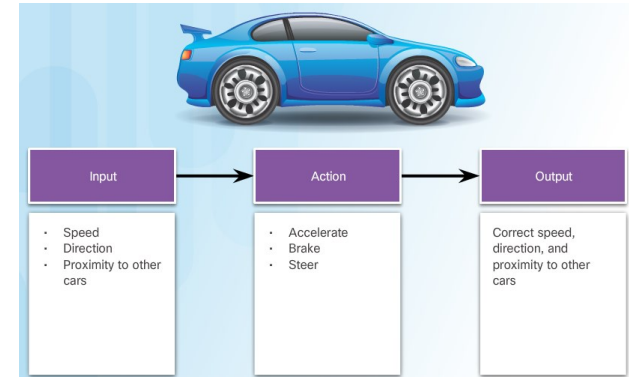 Input
Action
Output
· Speed
· Direction
· Proximity to other
cars
· Accelerate
· Brake
· Steer
Correct speed,
direction, and
proximity to other
cars